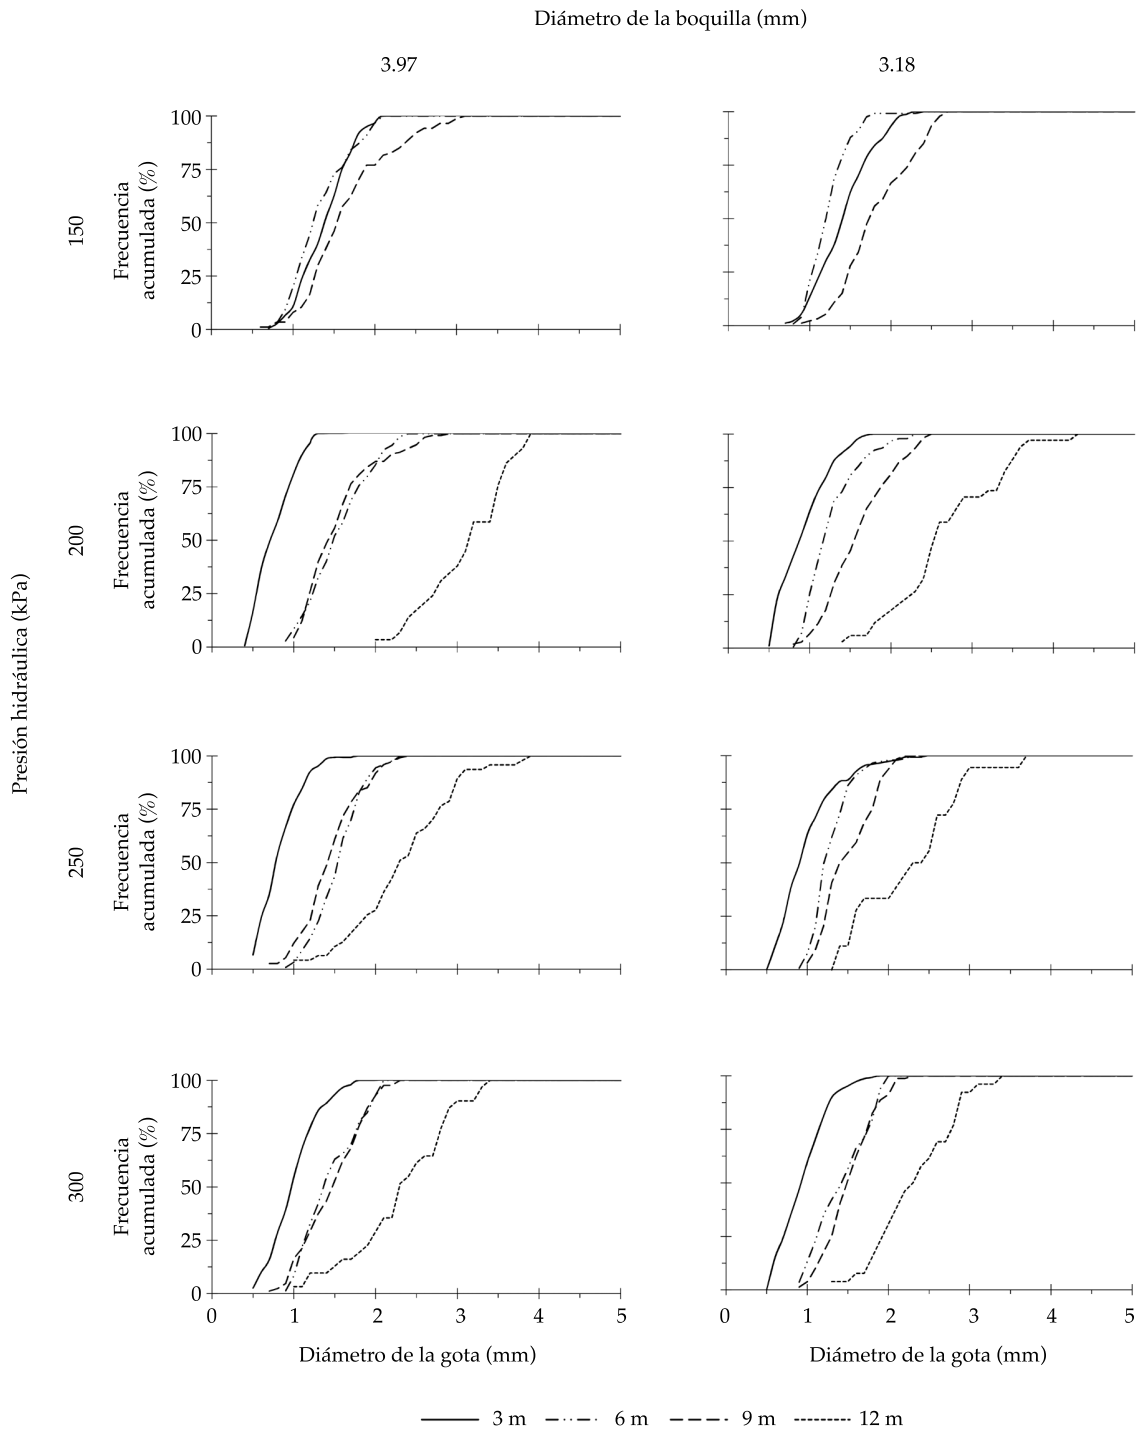 Diámetro de la boquilla (mm)
3.97 3.18
Presión hidráulica (kPa)
150
Frecuencia
acumulada (%)
100
75
50
25
0
200
Frecuencia
acumulada (%)
100
75
50
25
0
250
Frecuencia
acumulada (%)
100
75
50
25
0
300
Frecuencia
acumulada (%)
100
75
50
25
0
0 1 2 3 4 5 0 1 2 3 4 5
Diámetro de la gota (mm) Diámetro de la gota (mm)
3 m 6 m 9 m 12 m